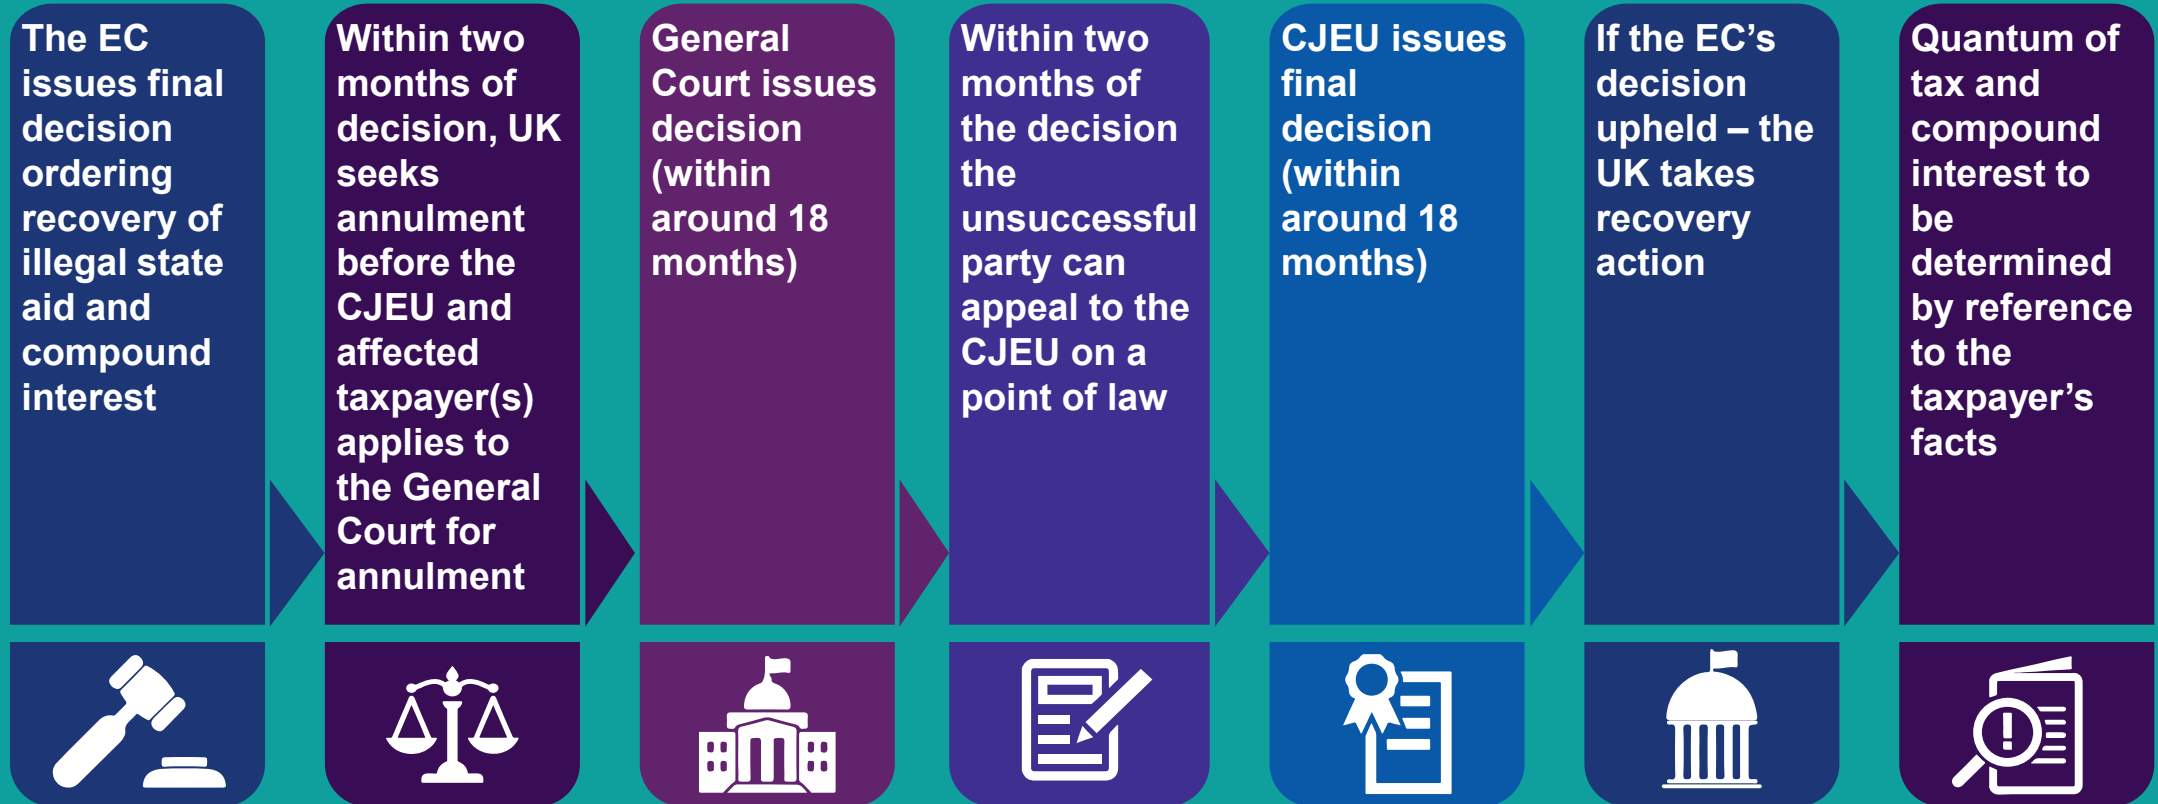 The EC
issues final
decision
ordering
recovery of
illegal state
aid and
compound
interest
Within two
months of
decision, UK
seeks
annulment
before the
CJEU and
affected
taxpayer(s)
applies to
the General
Court for
annulment
General
Court issues
decision
(within
around 18
months)
Within two
months of
the decision
the
unsuccessful
party can
appeal to the
CJEU on a
point of law
CJEU issues
final
decision
(within
around 18
months)
If the EC’s
decision
upheld – the
UK takes
recovery
action
Quantum of
tax and
compound
interest to
be
determined
by reference
to the
taxpayer’s
facts